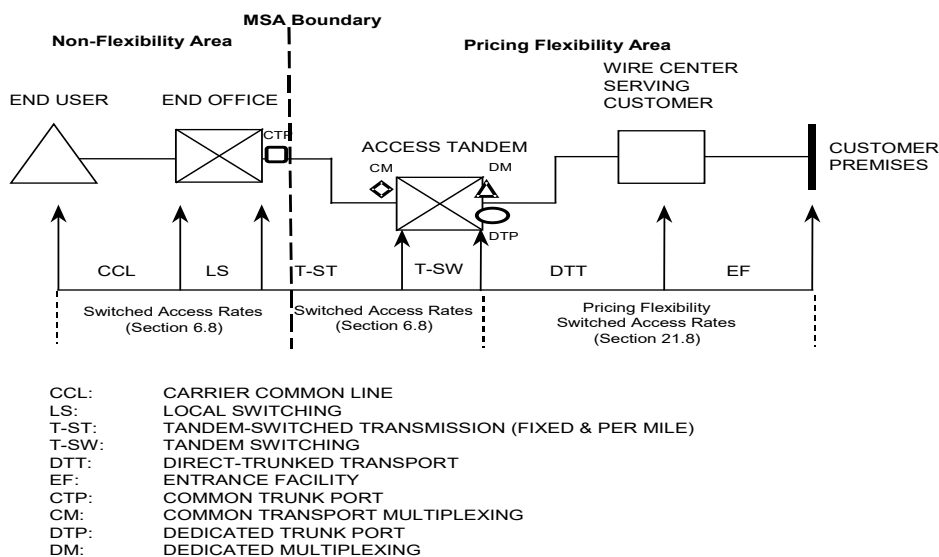 MSA Boundary
Non-Flexibility Area
Pricing Flexibility Area
WIRE CENTER
SERVING
CUSTOMER
END USER
END OFFICE
CTP
ACCESS TANDEM
CUSTOMER
PREMISES
CM
DM
DTP
CCL
LS
T-ST
T-SW
DTT
EF
Switched Access Rates
(Section 6.8)
Switched Access Rates
(Section 6.8)
Pricing Flexibility
Switched Access Rates
(Section 21.8)
CCL: CARRIER COMMON LINE
LS: LOCAL SWITCHING
T-ST: TANDEM-SWITCHED TRANSMISSION (FIXED & PER MILE)
T-SW: TANDEM SWITCHING
DTT: DIRECT-TRUNKED TRANSPORT
EF: ENTRANCE FACILITY
CTP: COMMON TRUNK PORT
CM: COMMON TRANSPORT MULTIPLEXING
DTP: DEDICATED TRUNK PORT
DM: DEDICATED MULTIPLEXING